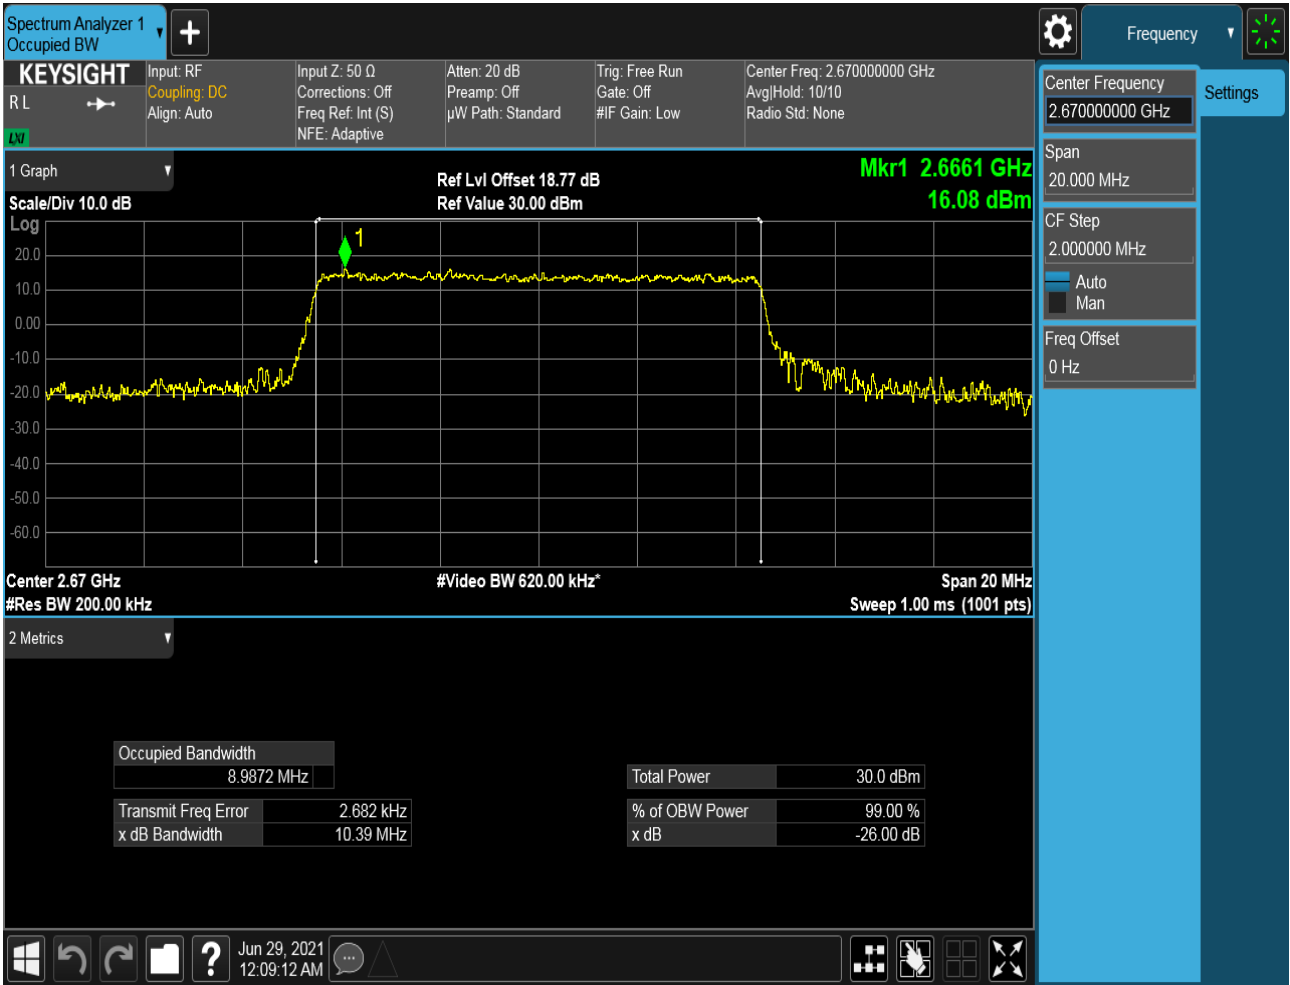 Spectrum Analyzer 1
Occupied BW
Frequency
KEYSIGHT
R L
LXI
Input: RF
Coupling: DC
Align: Auto
Input Z: 50 Ω
Corrections: Off
Freq Ref: Int (S)
NFE: Adaptive
Atten: 20 dB
Preamp: Off
µW Path: Standard
Trig: Free Run
Gate: Off
#IF Gain: Low
Center Freq: 2.670000000 GHz
Avg|Hold: 10/10
Radio Std: None
1 Graph
Scale/Div 10.0 dB
Log
Ref Lvl Offset 18.77 dB
Ref Value 30.00 dBm
Mkr1 2.6661 GHz
16.08 dBm
1
20.0
10.0
0.00
-10.0
-20.0
-30.0
-40.0
-50.0
-60.0
Center 2.67 GHz
#Res BW 200.00 kHz
#Video BW 620.00 kHz*
Span 20 MHz
Sweep 1.00 ms (1001 pts)
2 Metrics
Occupied Bandwidth
8.9872 MHz
Transmit Freq Error 2.682 kHz
x dB Bandwidth 10.39 MHz
Total Power 30.0 dBm
% of OBW Power 99.00 %
x dB -26.00 dB
Center Frequency
2.670000000 GHz
Span
20.000 MHz
CF Step
2.000000 MHz
Auto
Man
Freq Offset
0 Hz
Settings
?
Jun 29, 2021
12:09:12 AM